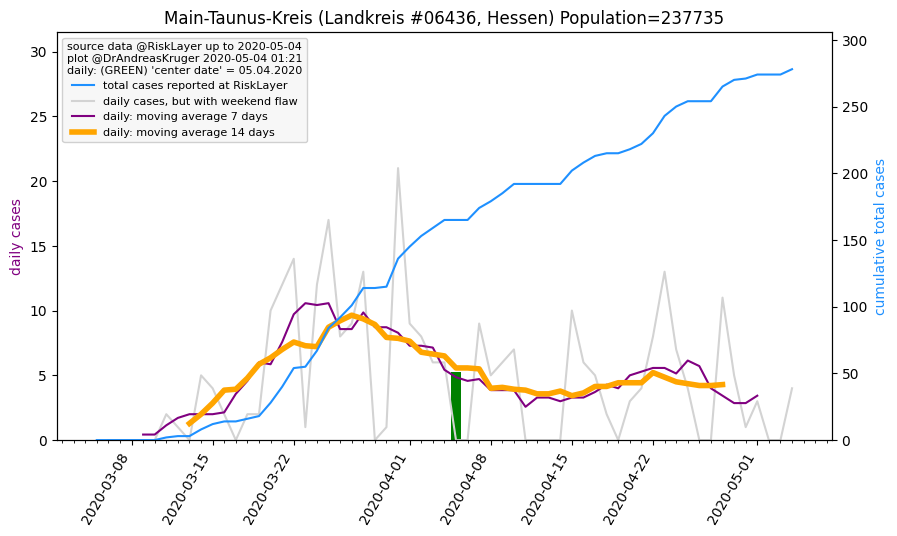 Main-Taunus-Kreis (Landkreis #06436, Hessen) Population=237735
source data @RiskLayer up to 2020-05-04
plot @DrAndreasKruger 2020-05-04 01:21
daily: (GREEN) 'center date' = 05.04.2020
total cases reported at RiskLayer
daily cases, but with weekend flaw
daily: moving average 7 days
daily: moving average 14 days
daily cases
30
25
20
15
10
5
0
cumulative total cases
300
250
200
150
100
50
0
2020-03-08
2020-03-15
2020-03-22
2020-04-01
2020-04-08
2020-04-15
2020-04-22
2020-05-01